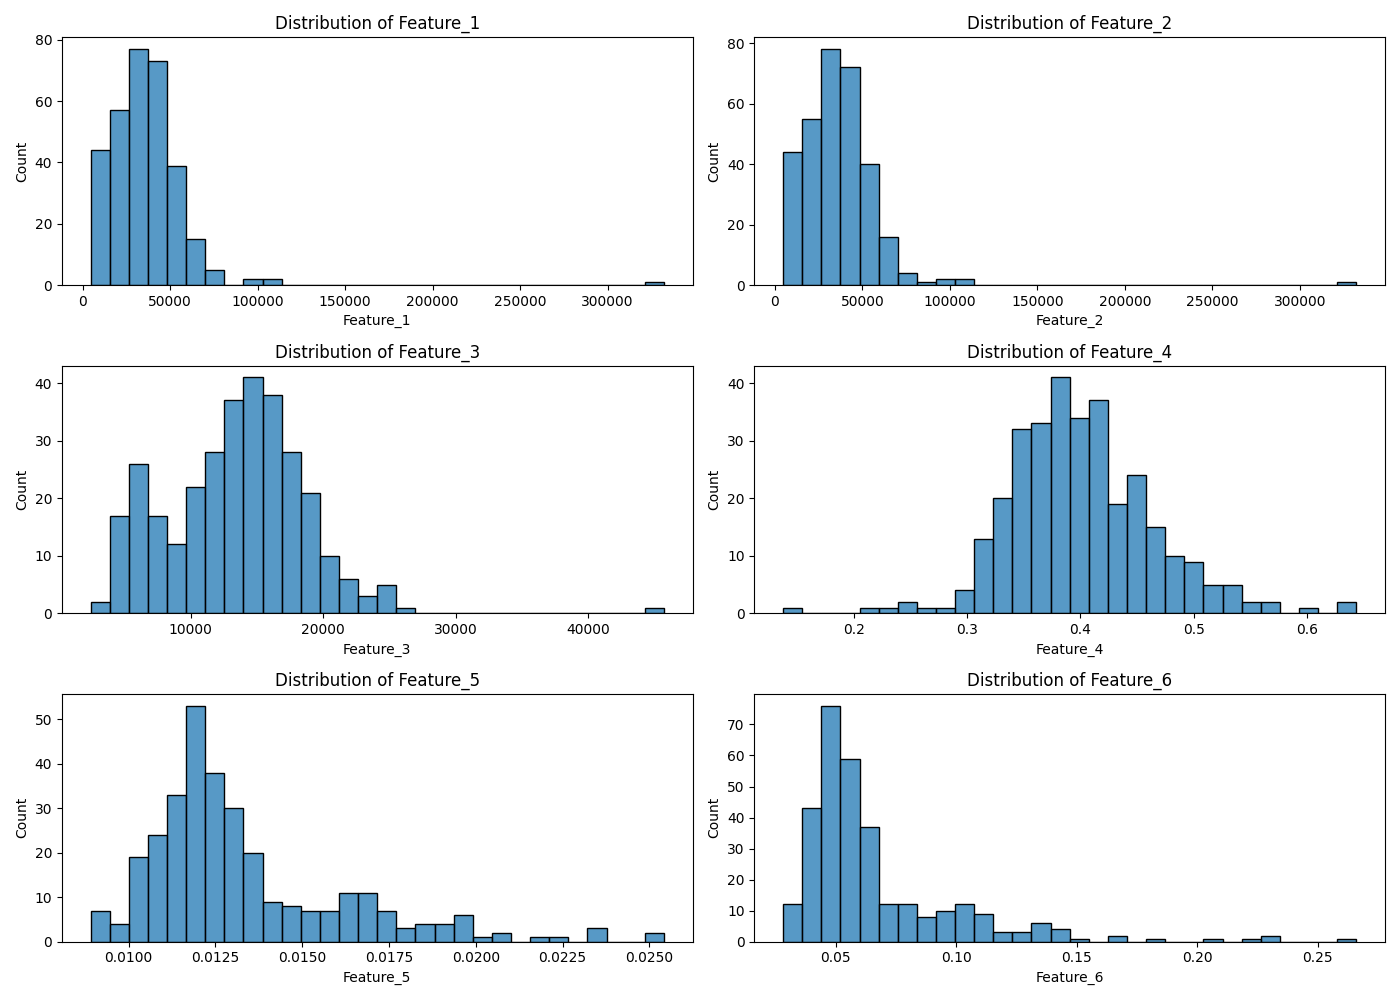 Distribution of Feature_1
Count
80
60
40
20
0
0 50000 100000 150000 200000 250000 300000
Feature_1
Distribution of Feature_2
Count
80
60
40
20
0
0 50000 100000 150000 200000 250000 300000
Feature_2
Distribution of Feature_3
Count
40
30
20
10
0
10000 20000 30000 40000
Feature_3
Distribution of Feature_4
Count
40
30
20
10
0
0.2 0.3 0.4 0.5 0.6
Feature_4
Distribution of Feature_5
Count
50
40
30
20
10
0
0.0100 0.0125 0.0150 0.0175 0.0200 0.0225 0.0250
Feature_5
Distribution of Feature_6
Count
70
60
50
40
30
20
10
0
0.05 0.10 0.15 0.20 0.25
Feature_6